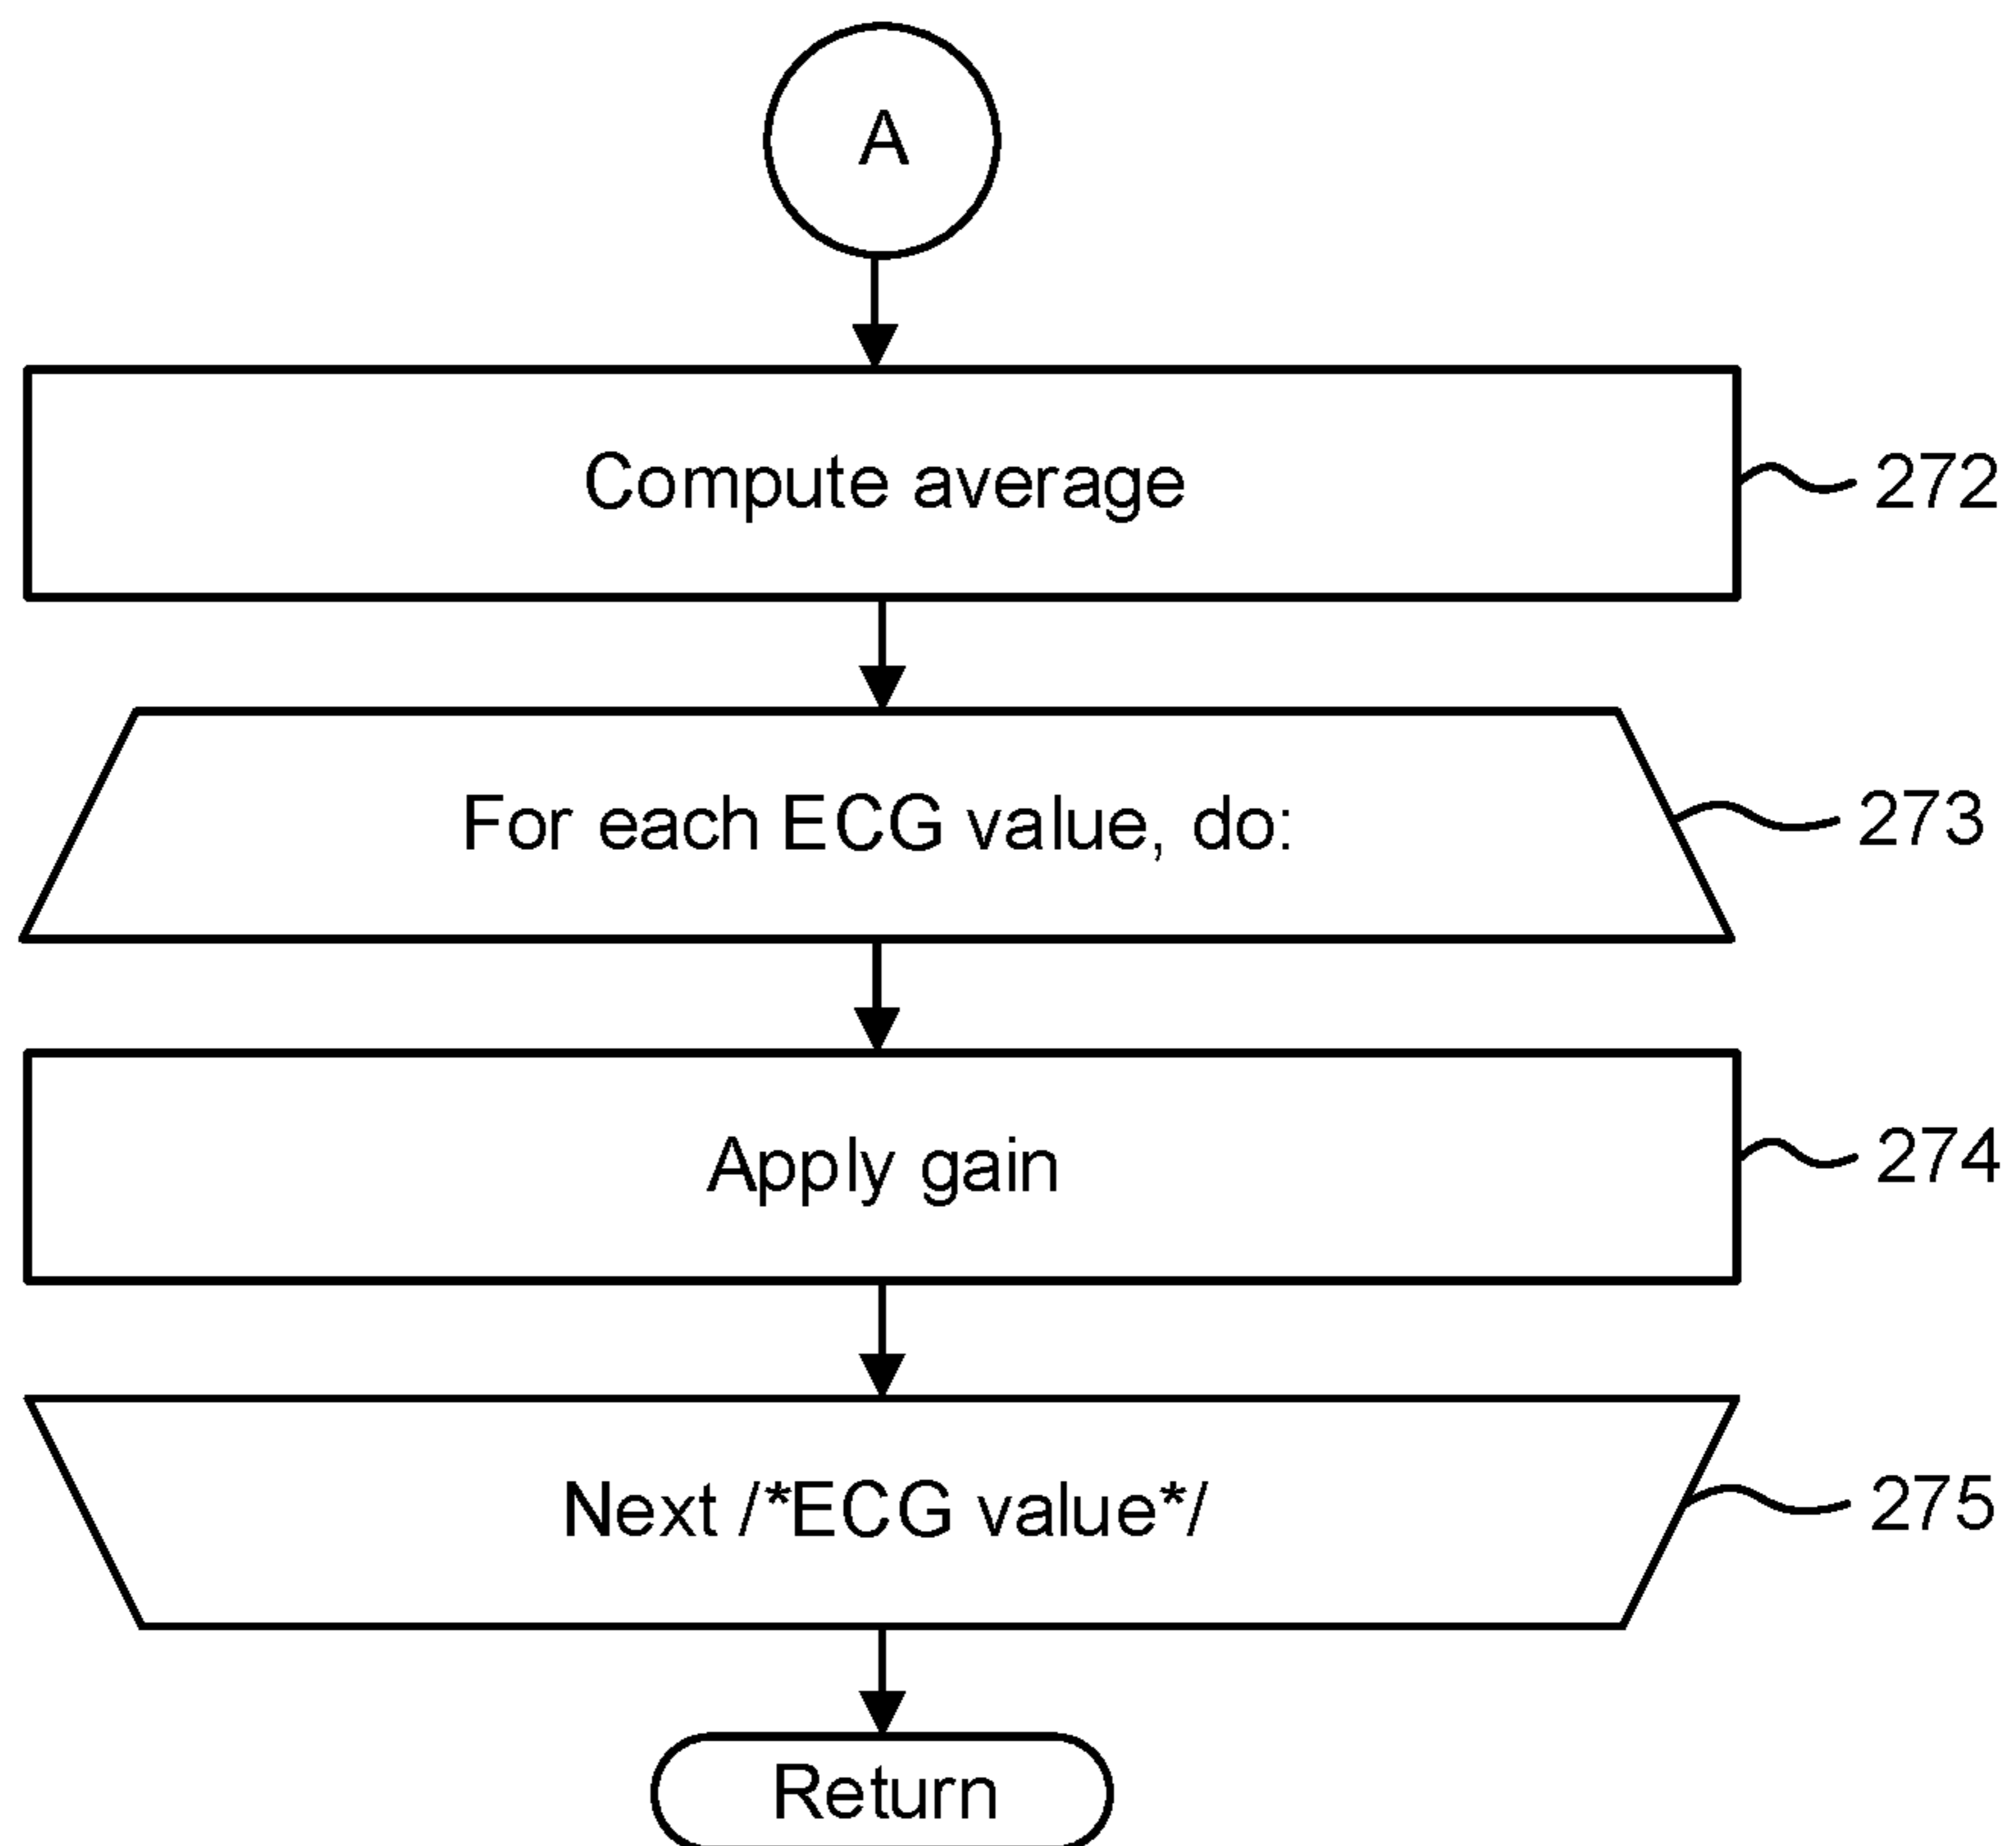 A
Compute average
272
For each ECG value, do:
273
Apply gain
274
Next /*ECG value*/
275
Return